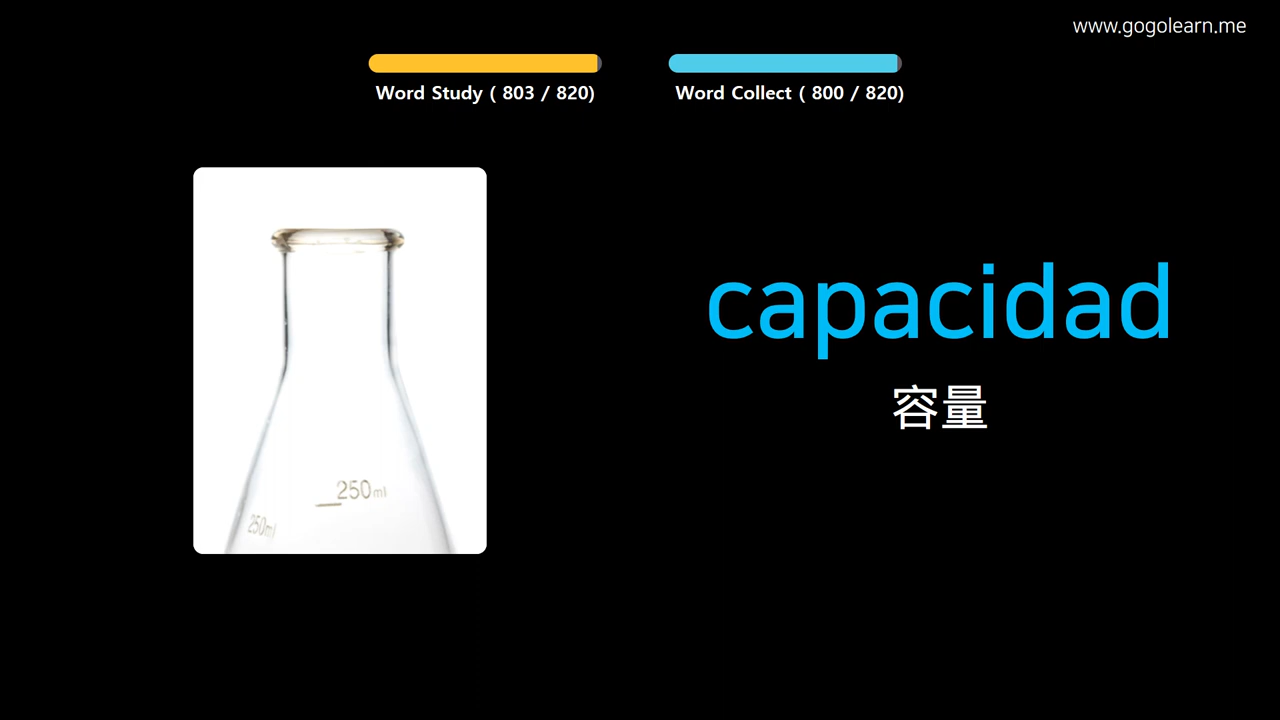 www.gogolearn.me
Word Study ( 803 / 820)
Word Collect ( 800 / 820)
capacidad
容量
250ml
250ml